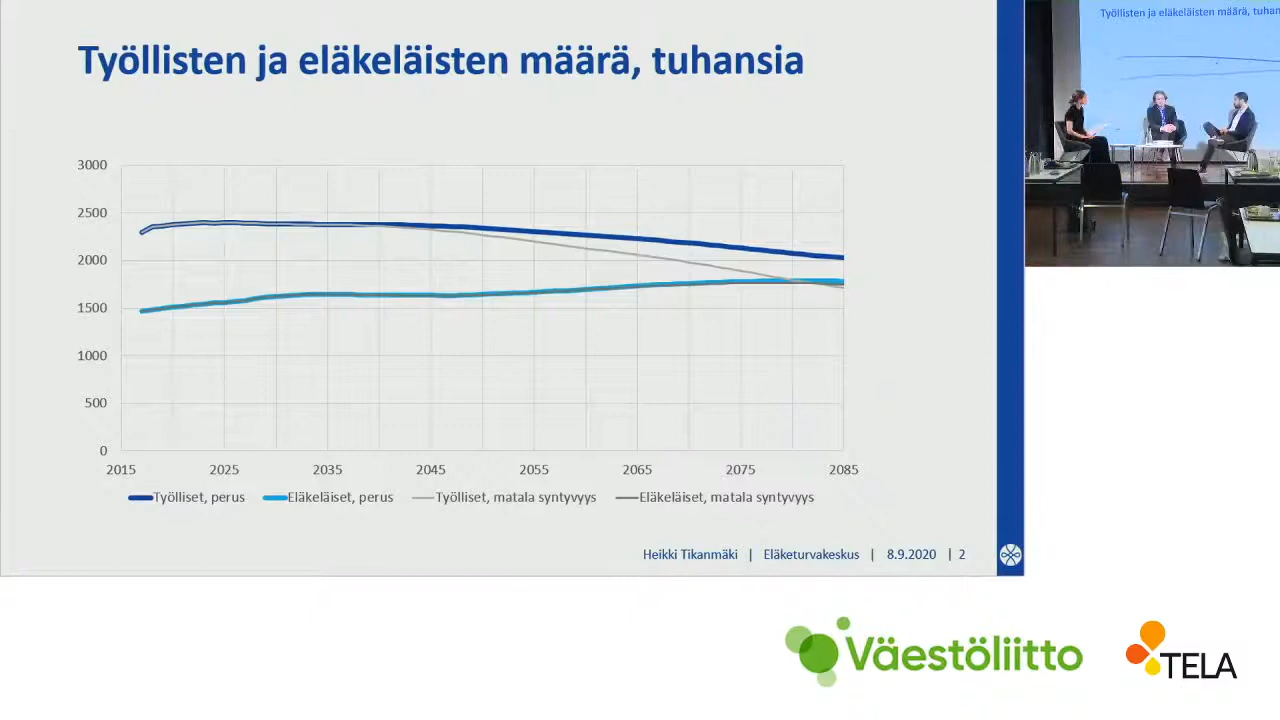 Työllisten ja eläkeläisten määrä, tuhansia
3000
2500
2000
1500
1000
500
0
2015 2025 2035 2045 2055 2065 2075 2085
Työlliset, perus Eläkeläiset, perus Työlliset, matala syntyvyys Eläkeläiset, matala syntyvyys
Heikki Tikanmäki | Eläketurvakeskus | 8.9.2020 | 2
Työllisten ja eläkeläisten määrä, tuhan
Väestöliitto
TELA